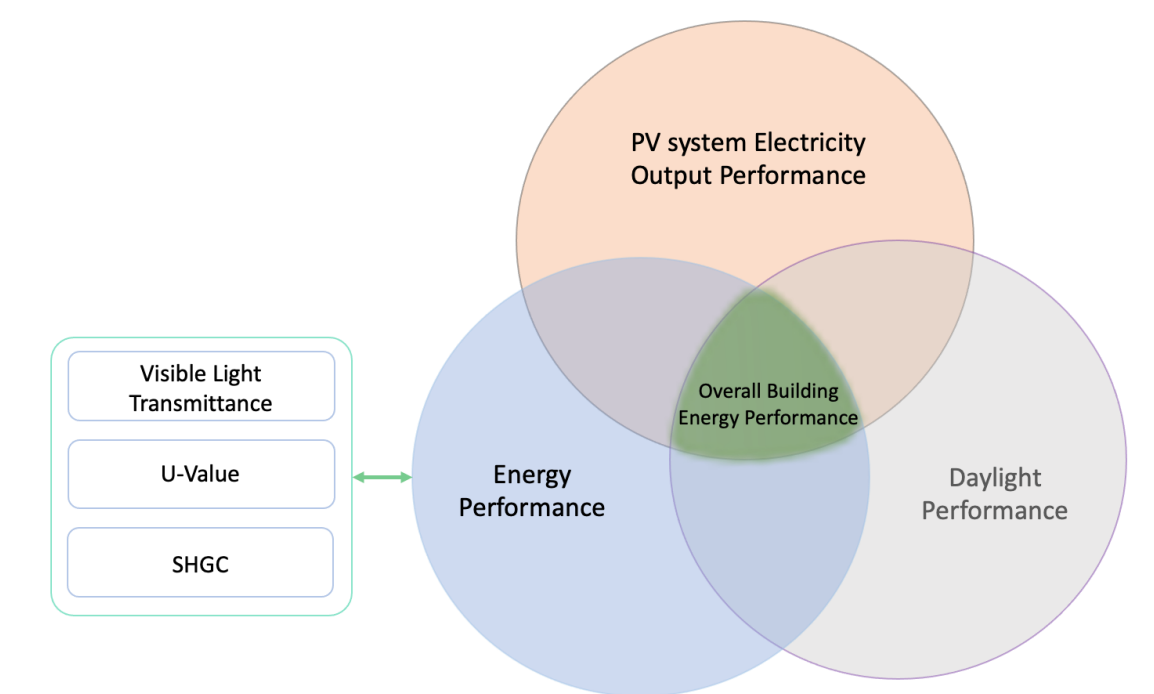 PV system Electricity
Output Performance
Visible Light
Transmittance
U-Value
SHGC
Energy
Performance
Overall Building
Energy Performance
Daylight
Performance